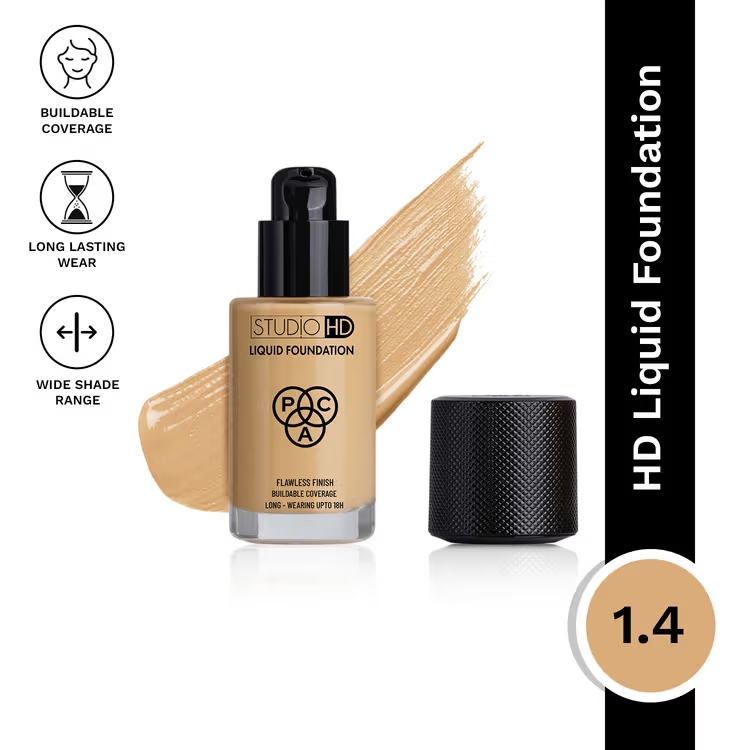 BUILDABLE
COVERAGE
LONG LASTING
WEAR
WIDE SHADE
RANGE
STUDIO HD
LIQUID FOUNDATION
P C
A
FLAWLESS FINISH
BUILDABLE COVERAGE
LONG - WEARING UPTO 18H
HD Liquid Foundation
1.4